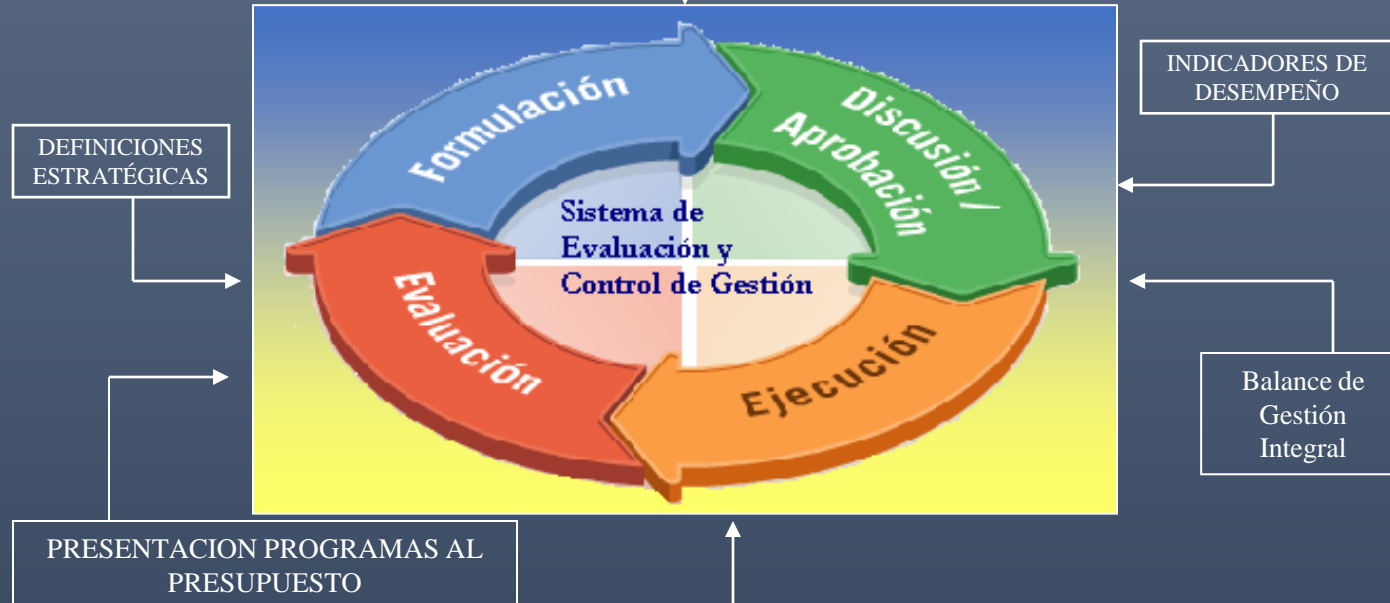 INDICADORES DE
DESEMPEÑO
DEFINICIONES
ESTRATÉGICAS
Formulación
Discusión /
Aprobación
Sistema de
Evaluación y
Control de Gestión
Evaluación
Ejecución
Balance de
Gestión
Integral
PRESENTACION PROGRAMAS AL
PRESUPUESTO